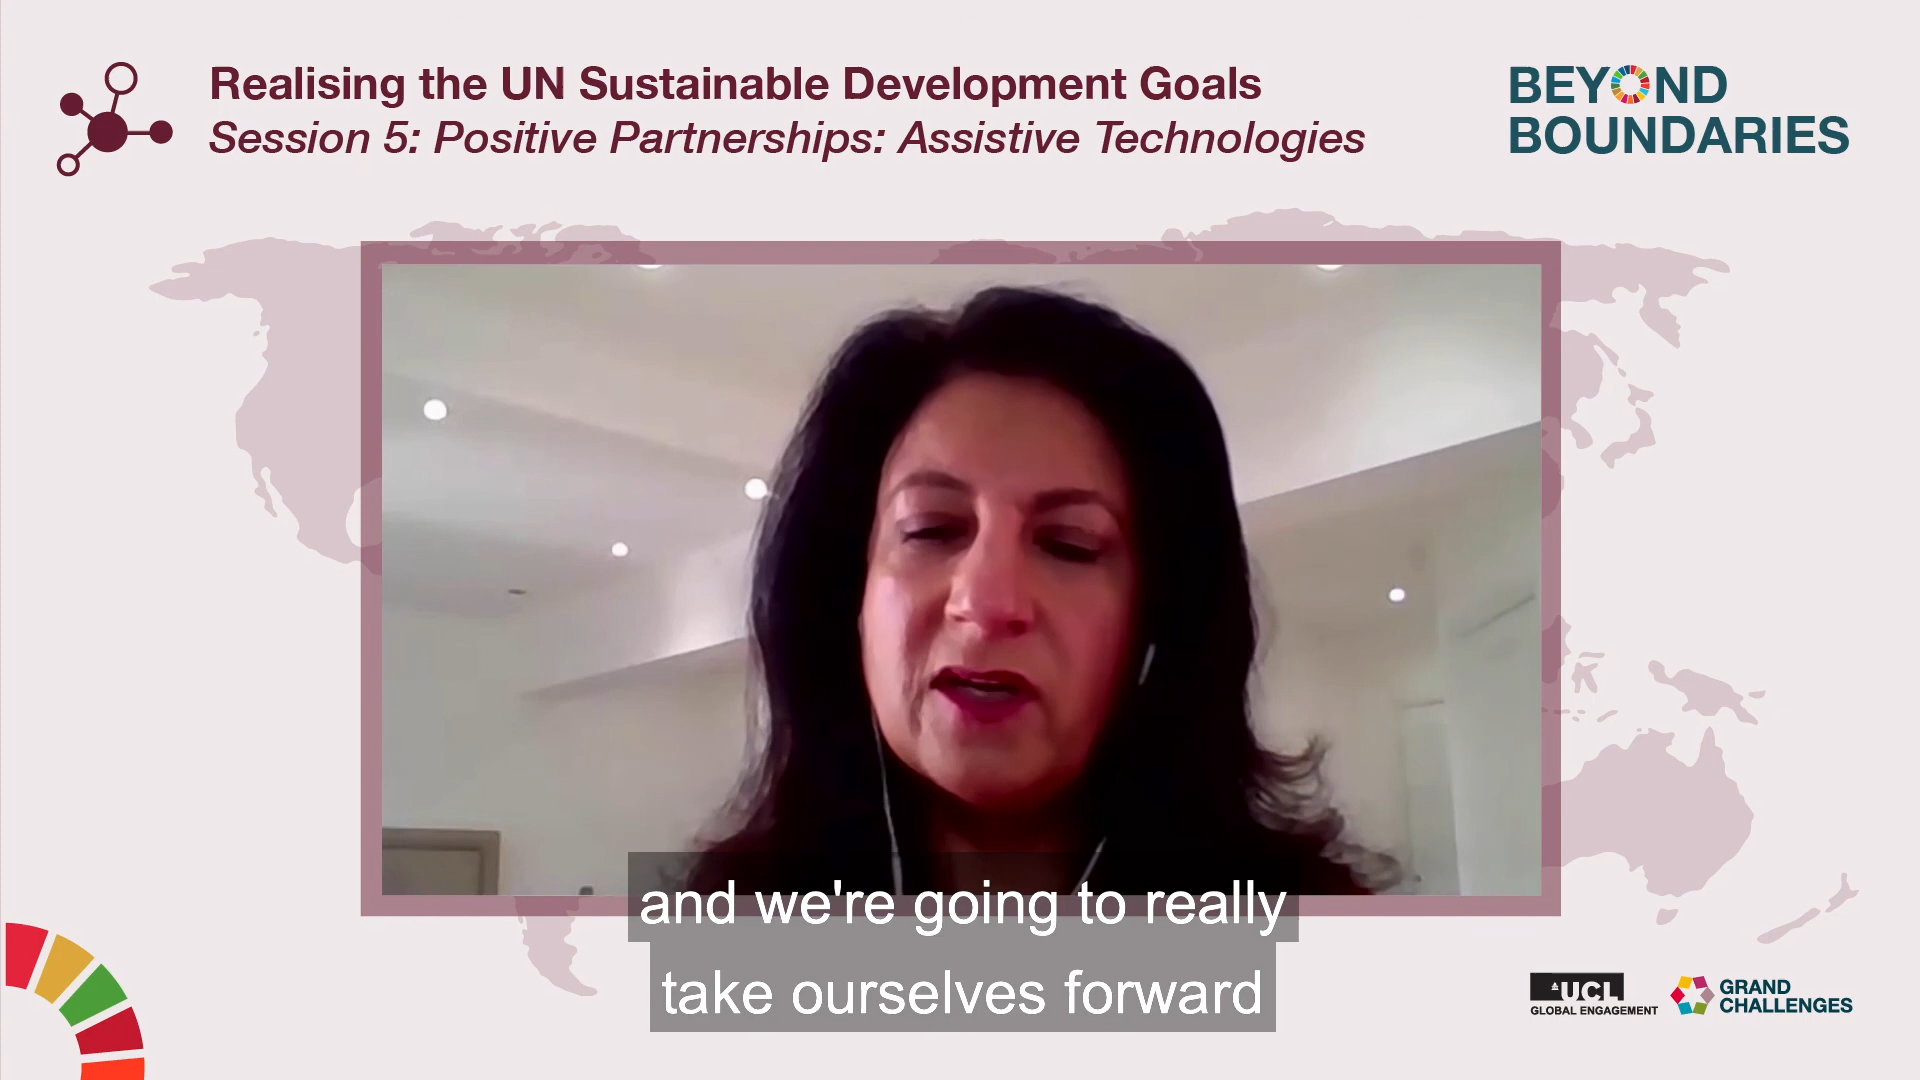 Realising the UN Sustainable Development Goals
Session 5: Positive Partnerships: Assistive Technologies
BEYOND
BOUNDARIES
and we're going to really
take ourselves forward
UCL
GLOBAL ENGAGEMENT
GRAND
CHALLENGES